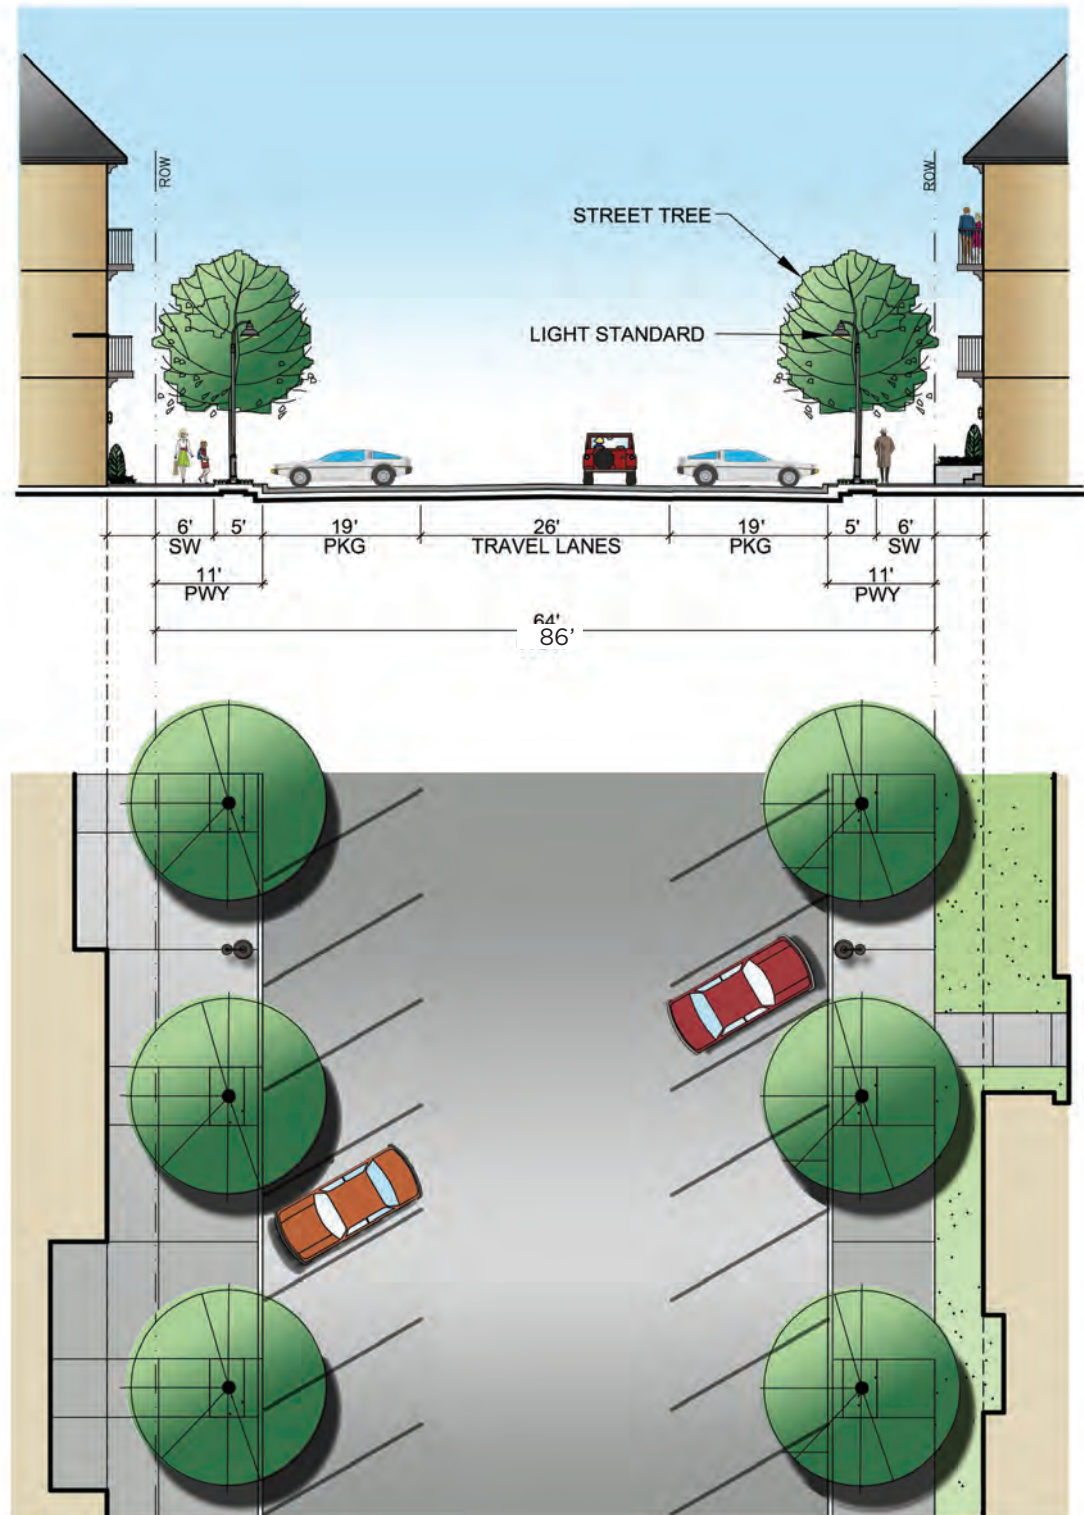 ROW
ROW
STREET TREE
LIGHT STANDARD
6' 5' 19' 26' 19' 5' 6'
SW PKG TRAVEL LANES PKG SW
11' 11'
PWY PWY
64'
86'